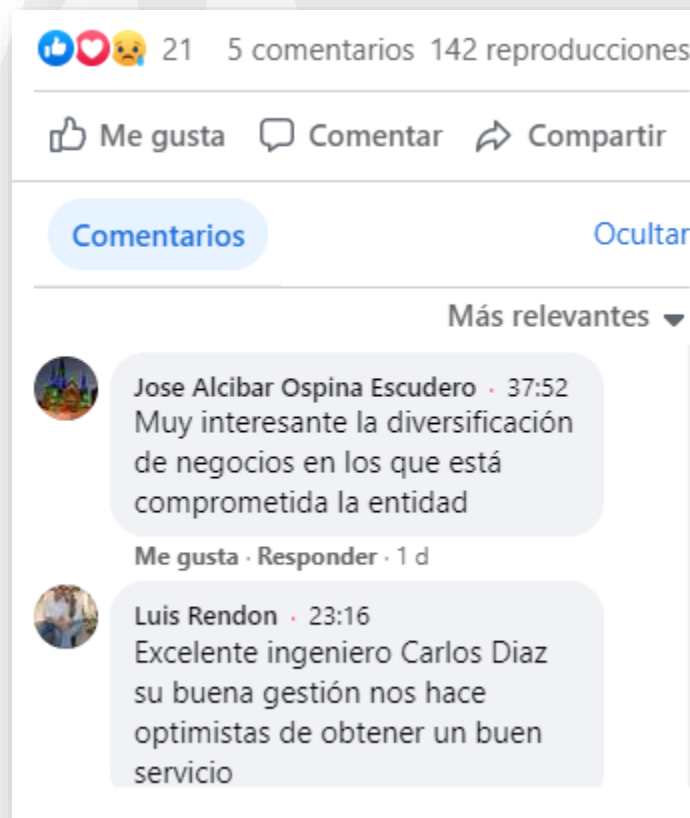 21 5 comentarios 142 reproducciones
Me gusta Comentar Compartir
Comentarios Ocultar
Más relevantes
Jose Alcibar Ospina Escudero · 37:52
Muy interesante la diversificación
de negocios en los que está
comprometida la entidad
Me gusta · Responder · 1 d
Luis Rendon · 23:16
Excelente ingeniero Carlos Diaz
su buena gestión nos hace
optimistas de obtener un buen
servicio